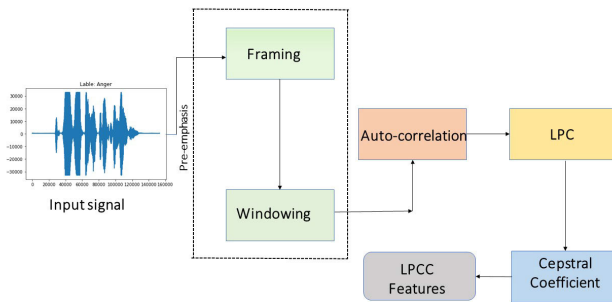 Lable: Anger
30000
20000
10000
0
-10000
-20000
-30000
0 20000 40000 60000 80000 100000 120000 140000 160000
Input signal
Pre-emphasis
Framing
Windowing
Auto-correlation
LPC
Cepstral
Coefficient
LPCC
Features